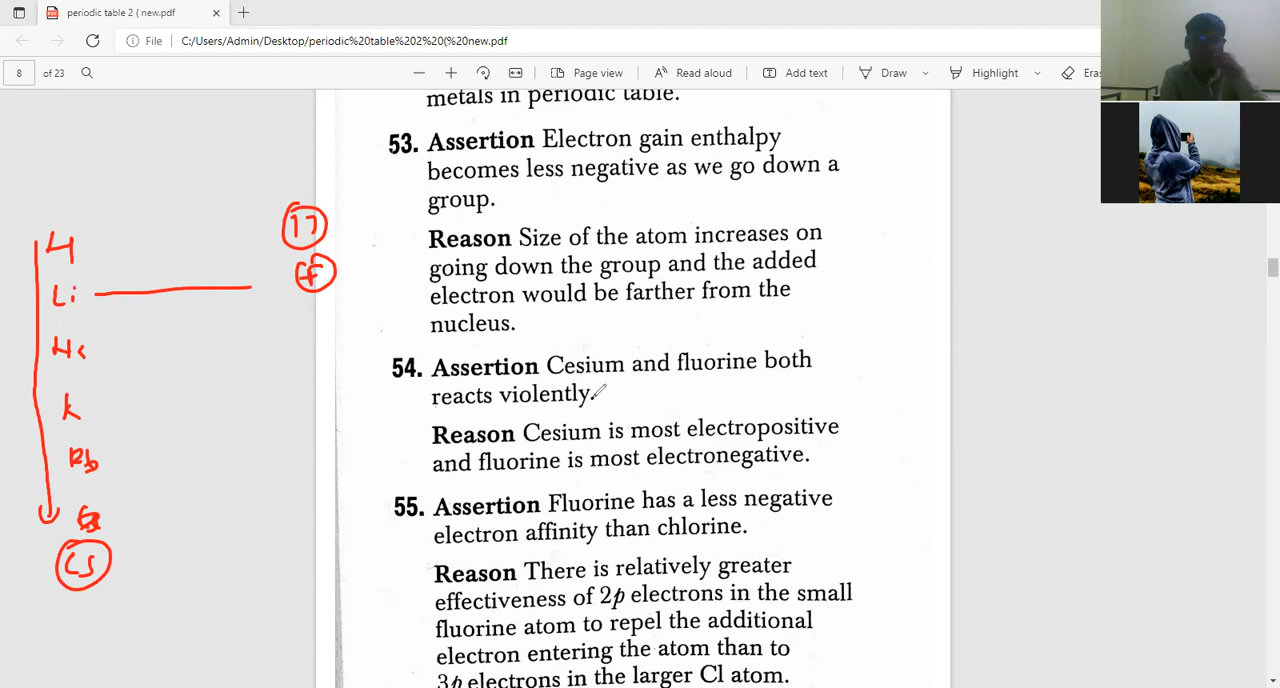 periodic table 2 ( new.pdf
File
C:/Users/Admin/Desktop/periodic%20table%202%20(%20new.pdf
8 of 23
Page view
Read aloud
Add text
Draw
Highlight
Eras
metals in periodic table.
53. Assertion Electron gain enthalpy
becomes less negative as we go down a
group.
Reason Size of the atom increases on
going down the group and the added
electron would be farther from the
nucleus.
54. Assertion Cesium and fluorine both
reacts violently.
Reason Cesium is most electropositive
and fluorine is most electronegative.
55. Assertion Fluorine has a less negative
electron affinity than chlorine.
Reason There is relatively greater
effectiveness of 2p electrons in the small
fluorine atom to repel the additional
electron entering the atom than to
3p electrons in the larger Cl atom.
H
Li
K
Rb
Cs
17
F